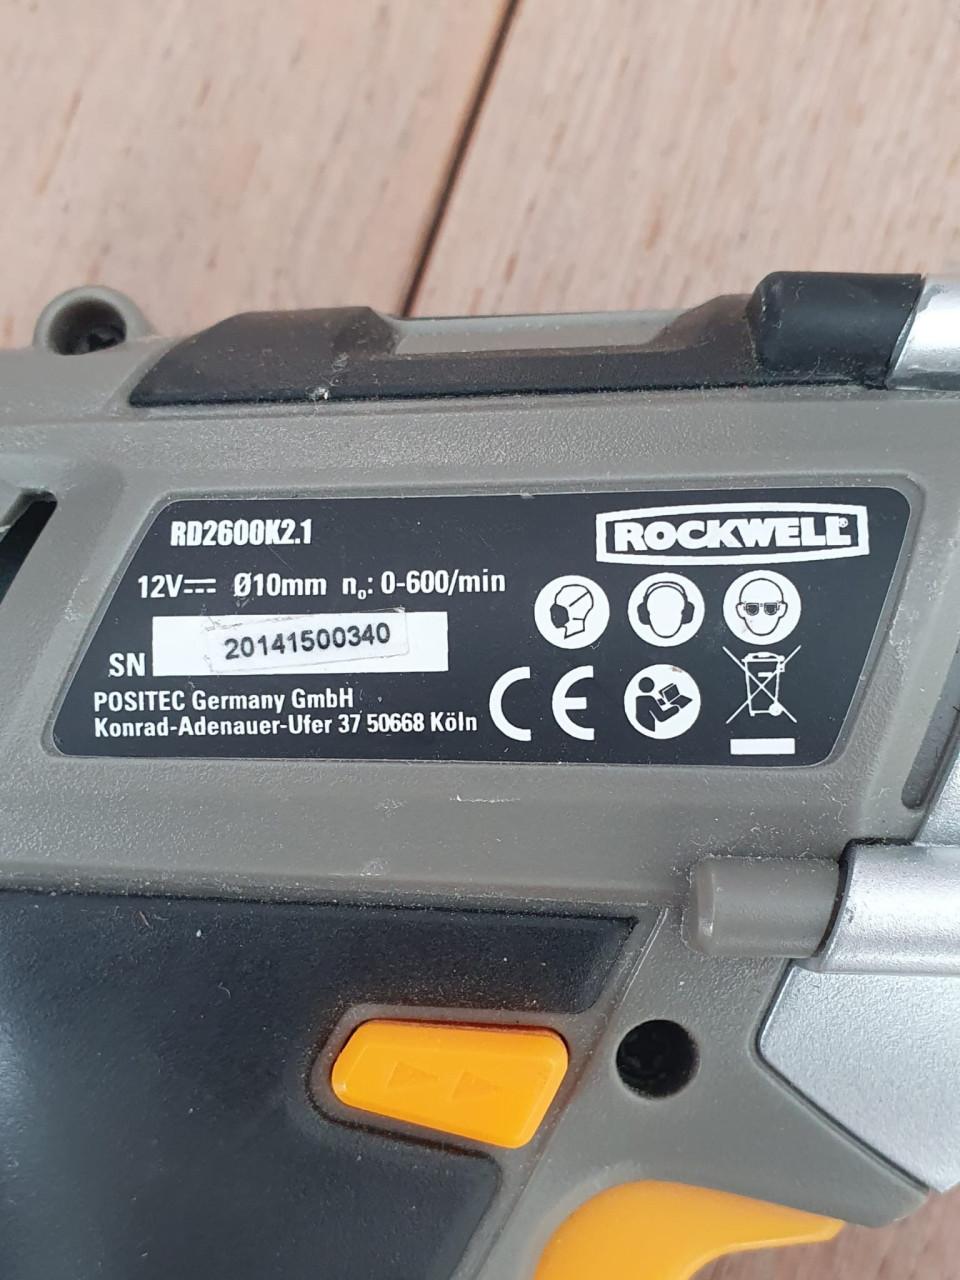 RD2600K2.1
ROCKWELL®
12V⎓ Ø10mm n₀: 0-600/min
SN 20141500340
POSITEC Germany GmbH
Konrad-Adenauer-Ufer 37 50668 Köln
CE